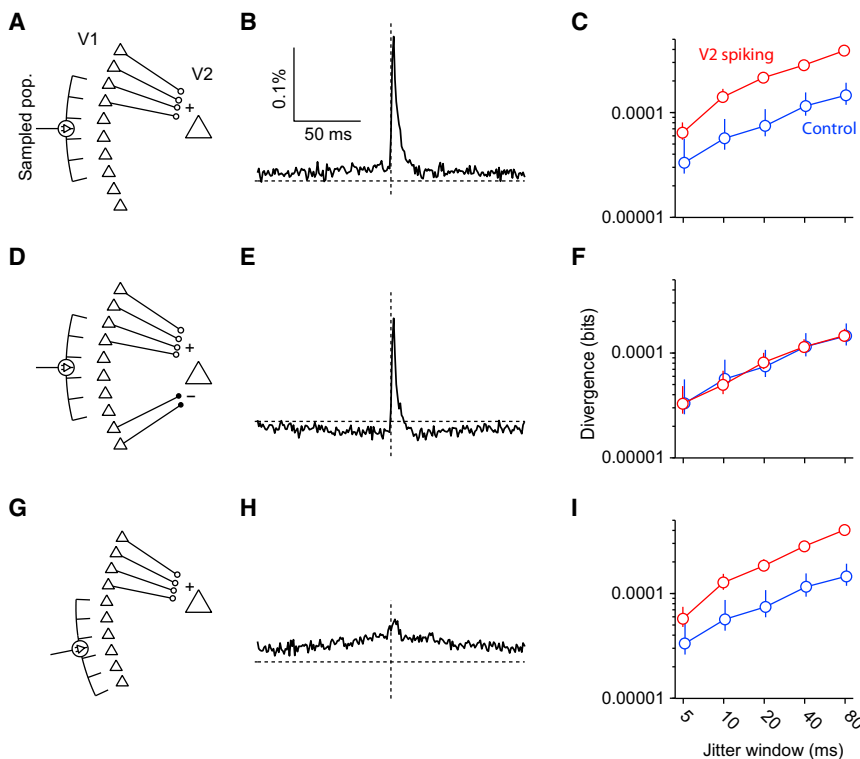 A
V1
V2
Sampled pop.
+
B
0.1%
50 ms
C
V2 spiking
Control
0.0001
0.00001
D
+
–
E
F
Divergence (bits)
0.0001
0.00001
G
+
H
I
0.0001
0.00001
5 10 20 40 80
Jitter window (ms)